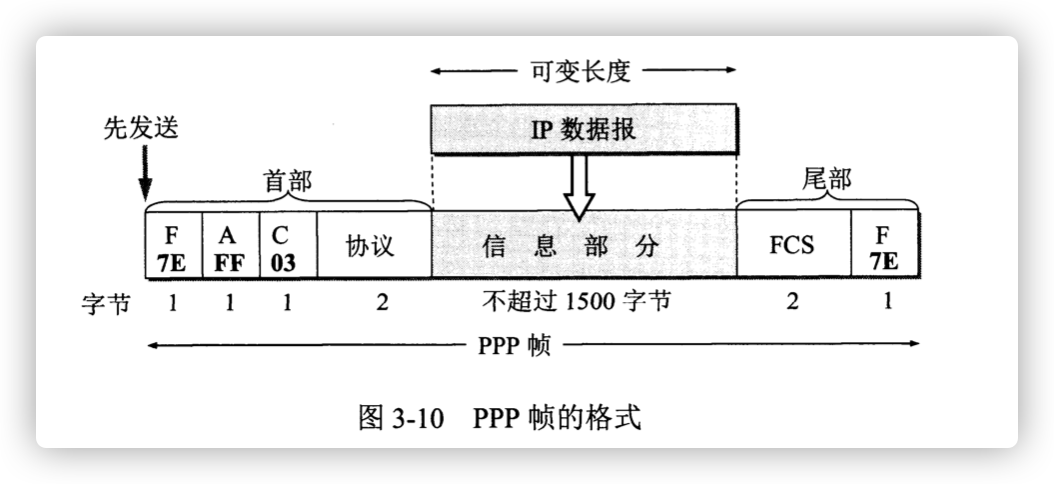 可变长度
IP 数据报
先发送
首部
尾部
F A C
7E FF 03 协议 信息部分 FCS F 7E
字节 1 1 1 2 不超过 1500 字节 2 1
PPP 帧
图 3-10 PPP 帧的格式